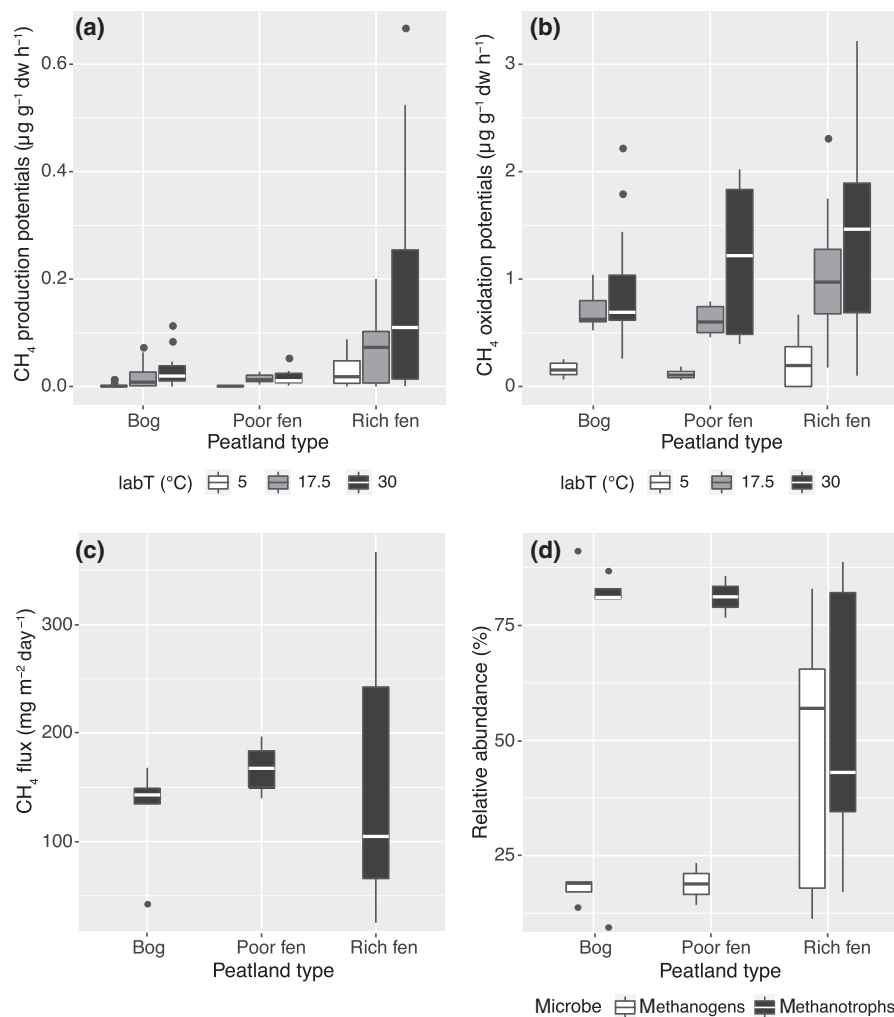 (a)
CH₄ production potentials (µg g⁻¹ dw h⁻¹)
0.6
0.4
0.2
0.0
Bog Poor fen Rich fen
Peatland type
labT (°C) 5 17.5 30
(b)
CH₄ oxidation potentials (µg g⁻¹ dw h⁻¹)
3
2
1
0
Bog Poor fen Rich fen
Peatland type
labT (°C) 5 17.5 30
(c)
CH₄ flux (mg m⁻² day⁻¹)
300
200
100
Bog Poor fen Rich fen
Peatland type
(d)
Relative abundance (%)
75
50
25
Bog Poor fen Rich fen
Peatland type
Microbe Methanogens Methanotrophs